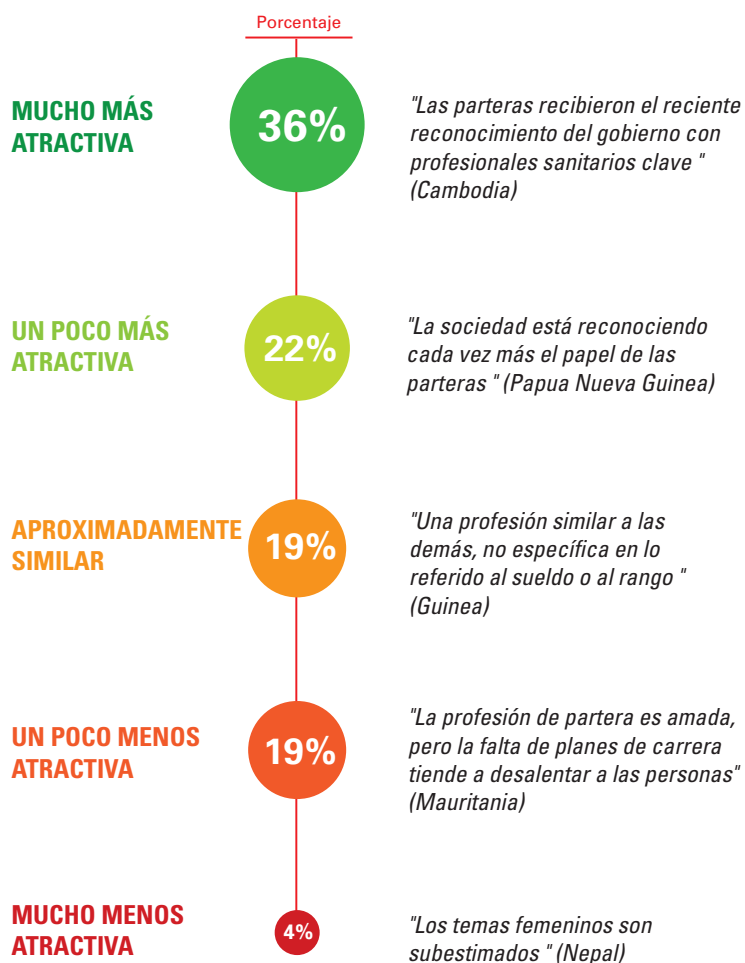 Porcentaje
MUCHO MÁS
ATRACTIVA
36%
"Las parteras recibieron el reciente
reconocimiento del gobierno con
profesionales sanitarios clave "
(Cambodia)
UN POCO MÁS
ATRACTIVA
22%
"La sociedad está reconociendo
cada vez más el papel de las
parteras " (Papua Nueva Guinea)
APROXIMADAMENTE
SIMILAR
19%
"Una profesión similar a las
demás, no específica en lo
referido al sueldo o al rango "
(Guinea)
UN POCO MENOS
ATRACTIVA
19%
"La profesión de partera es amada,
pero la falta de planes de carrera
tiende a desalentar a las personas"
(Mauritania)
MUCHO MENOS
ATRACTIVA
4%
"Los temas femeninos son
subestimados " (Nepal)